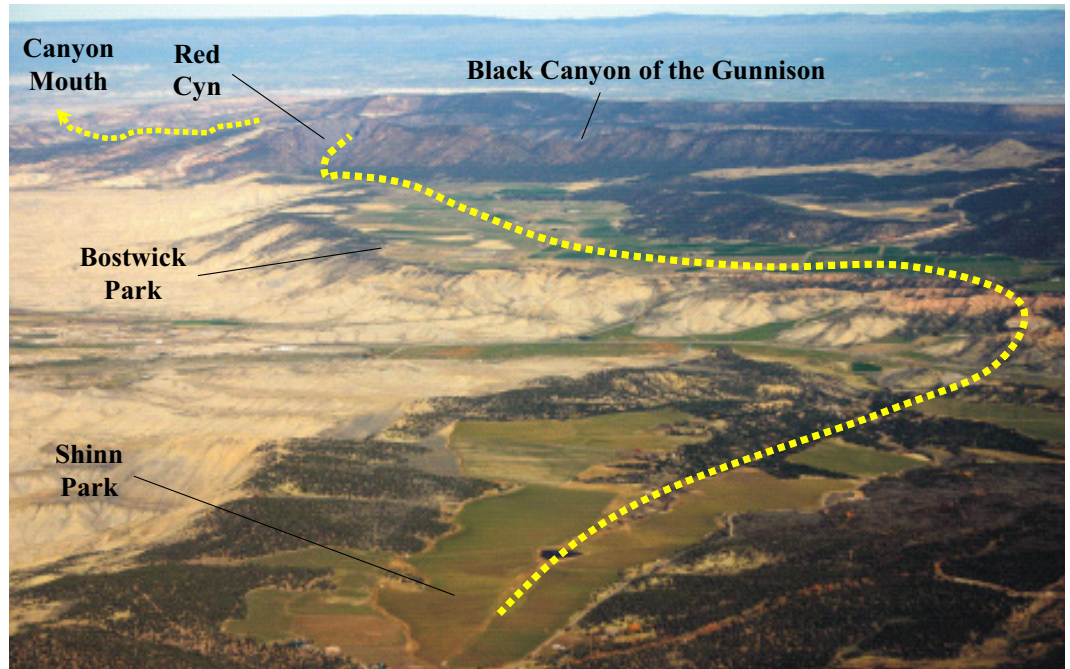 Canyon
Mouth
Red
Cyn
Black Canyon of the Gunnison
Bostwick
Park
Shinn
Park